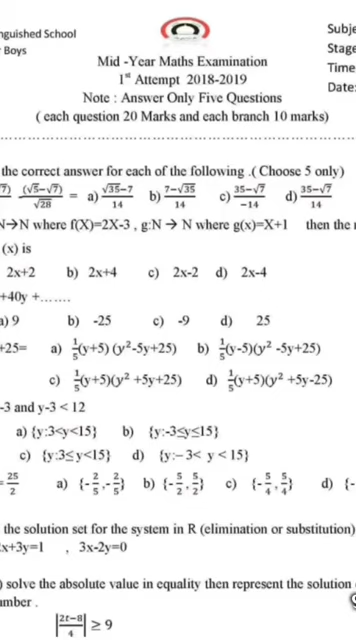 nguished School
Subje
r Boys
Stage
Mid -Year Maths Examination
Time
1st Attempt 2018-2019
Date:
Note : Answer Only Five Questions
( each question 20 Marks and each branch 10 marks)
the correct answer for each of the following .( Choose 5 only)
√7) (√5-√7)/√28 = a) √35-7/14 b) 7-√35/14 c) 35-√7/-14 d) 35-√7/14
N→N where f(X)=2X-3 , g:N → N where g(x)=X+1 then the r
(x) is
2x+2 b) 2x+4 c) 2x-2 d) 2x-4
+40y +…….
a) 9 b) -25 c) -9 d) 25
+25= a) 1/5(y+5) (y²-5y+25) b) 1/5(y-5)(y² -5y+25)
c) 1/5(y+5)(y² +5y+25) d) 1/5(y+5)(y² +5y-25)
-3 and y-3 < 12
a) {y:3<y<15} b) {y:-3≤y≤15}
c) {y:3≤y<15} d) {y:– 3< y < 15}
= 25/2 a) {-2/5,-2/5} b) {-5/2,5/2} c) {-5/4,5/4} d) {-
the solution set for the system in R (elimination or substitution)
x+3y=1 , 3x-2y=0
) solve the absolute value in equality then represent the solution
umber .
|2t-8/4| ≥ 9